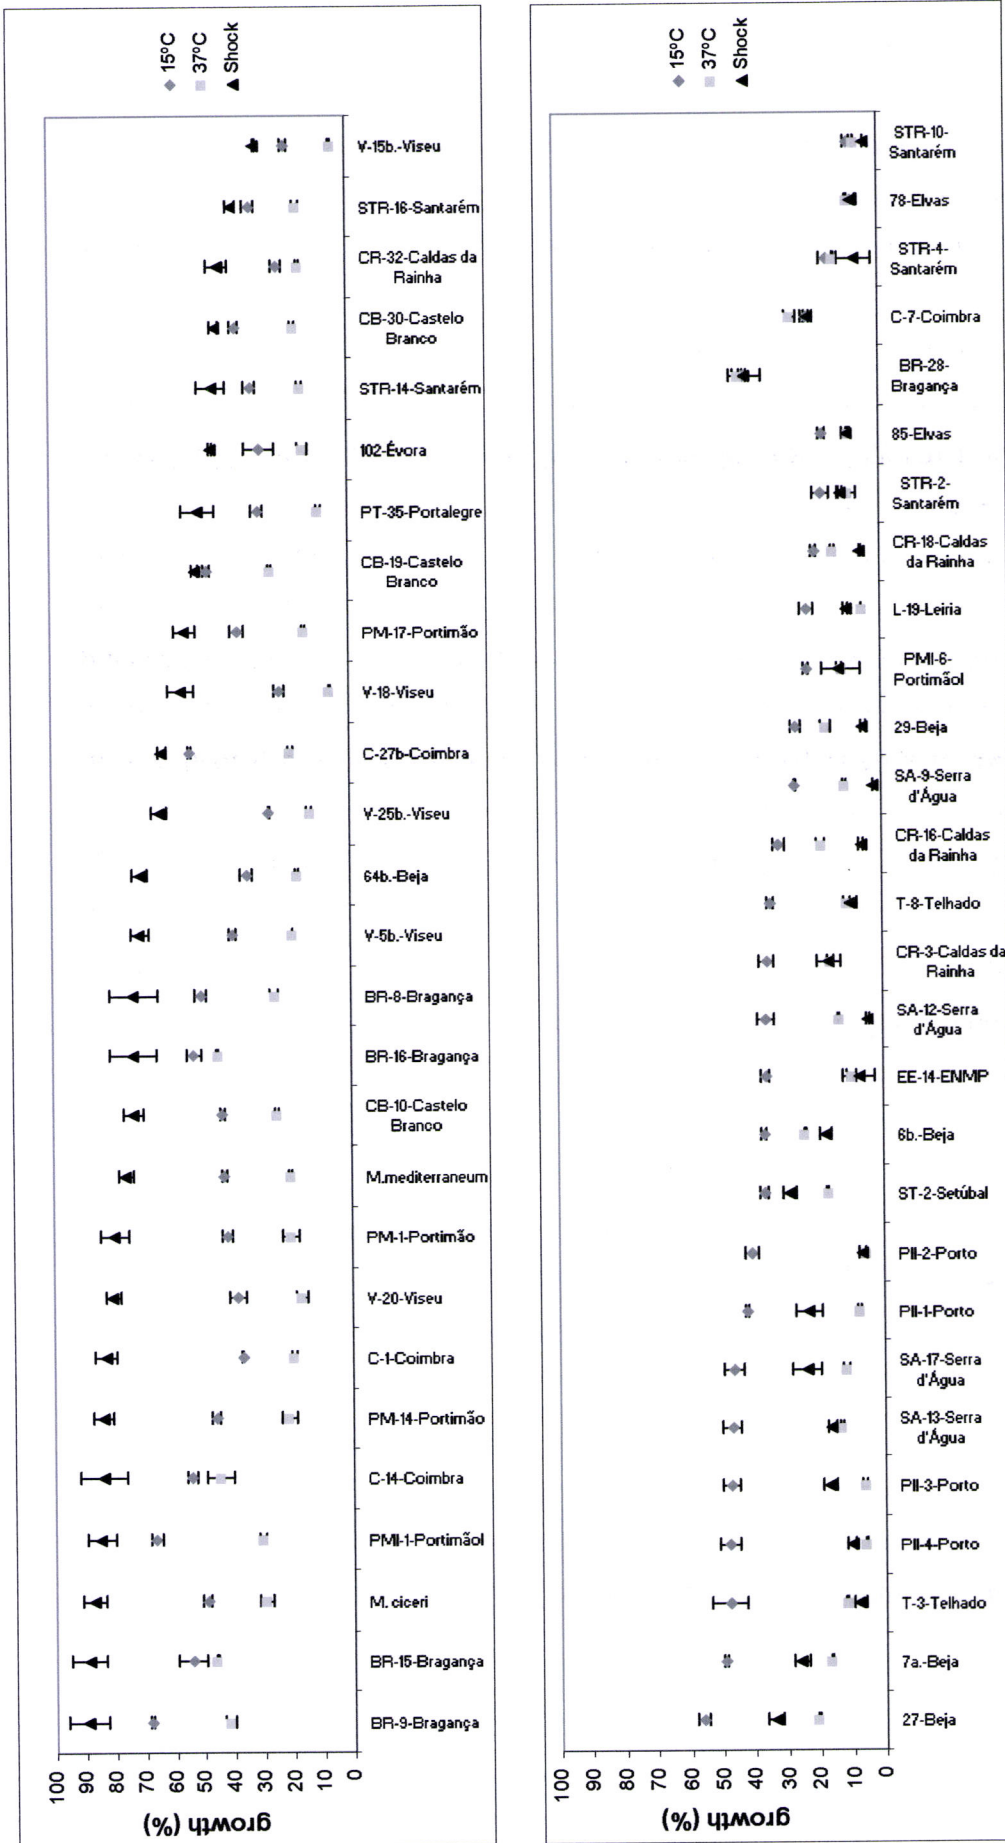 growth (%)
100
90
80
70
60
50
40
30
20
10
0
BR-9-Bragança
BR-15-Bragança
M. ciceri
PMI-1-Portimãol
C-14-Coimbra
PM-14-Portimão
C-1-Coimbra
V-20-Viseu
PM-1-Portimão
M.mediterraneum
CB-10-Castelo
Branco
BR-16-Bragança
BR-8-Bragança
V-5b.-Viseu
64b.-Beja
V-25b.-Viseu
C-27b-Coimbra
V-18-Viseu
PM-17-Portimão
CB-19-Castelo
Branco
PT-35-Portalegre
102-Évora
STR-14-Santarém
CB-30-Castelo
Branco
CR-32-Caldas da
Rainha
STR-16-Santarém
V-15b.-Viseu
15ºC
37ºC
Shock
growth (%)
100
90
80
70
60
50
40
30
20
10
0
27-Beja
7a.-Beja
T-3-Telhado
PII-4-Porto
PII-3-Porto
SA-13-Serra
d'Água
SA-17-Serra
d'Água
PII-1-Porto
PII-2-Porto
ST-2-Setúbal
6b.-Beja
EE-14-ENMP
SA-12-Serra
d'Água
CR-3-Caldas da
Rainha
T-8-Telhado
CR-16-Caldas
da Rainha
SA-9-Serra
d'Água
29-Beja
PMI-6-
Portimãol
L-19-Leiria
CR-18-Caldas
da Rainha
STR-2-
Santarém
85-Elvas
BR-28-
Bragança
C-7-Coimbra
STR-4-
Santarém
78-Elvas
STR-10-
Santarém
15ºC
37ºC
Shock